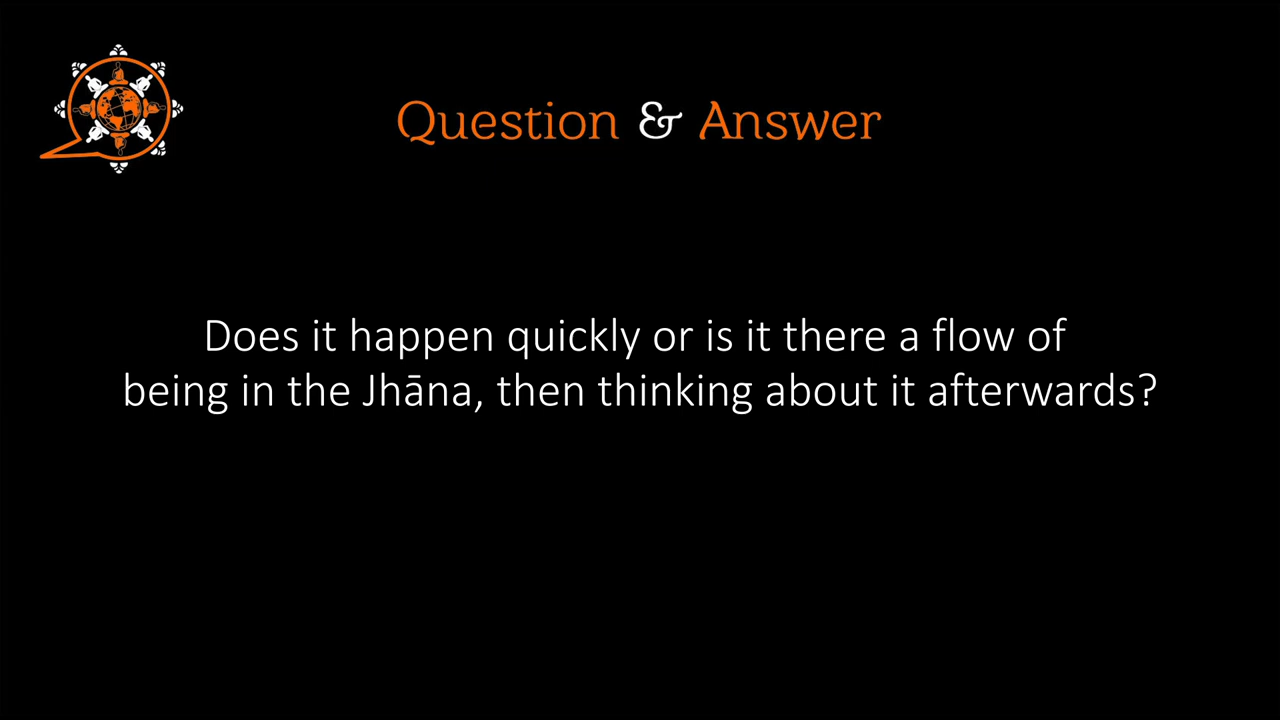 Question & Answer
Does it happen quickly or is it there a flow of
being in the Jhāna, then thinking about it afterwards?